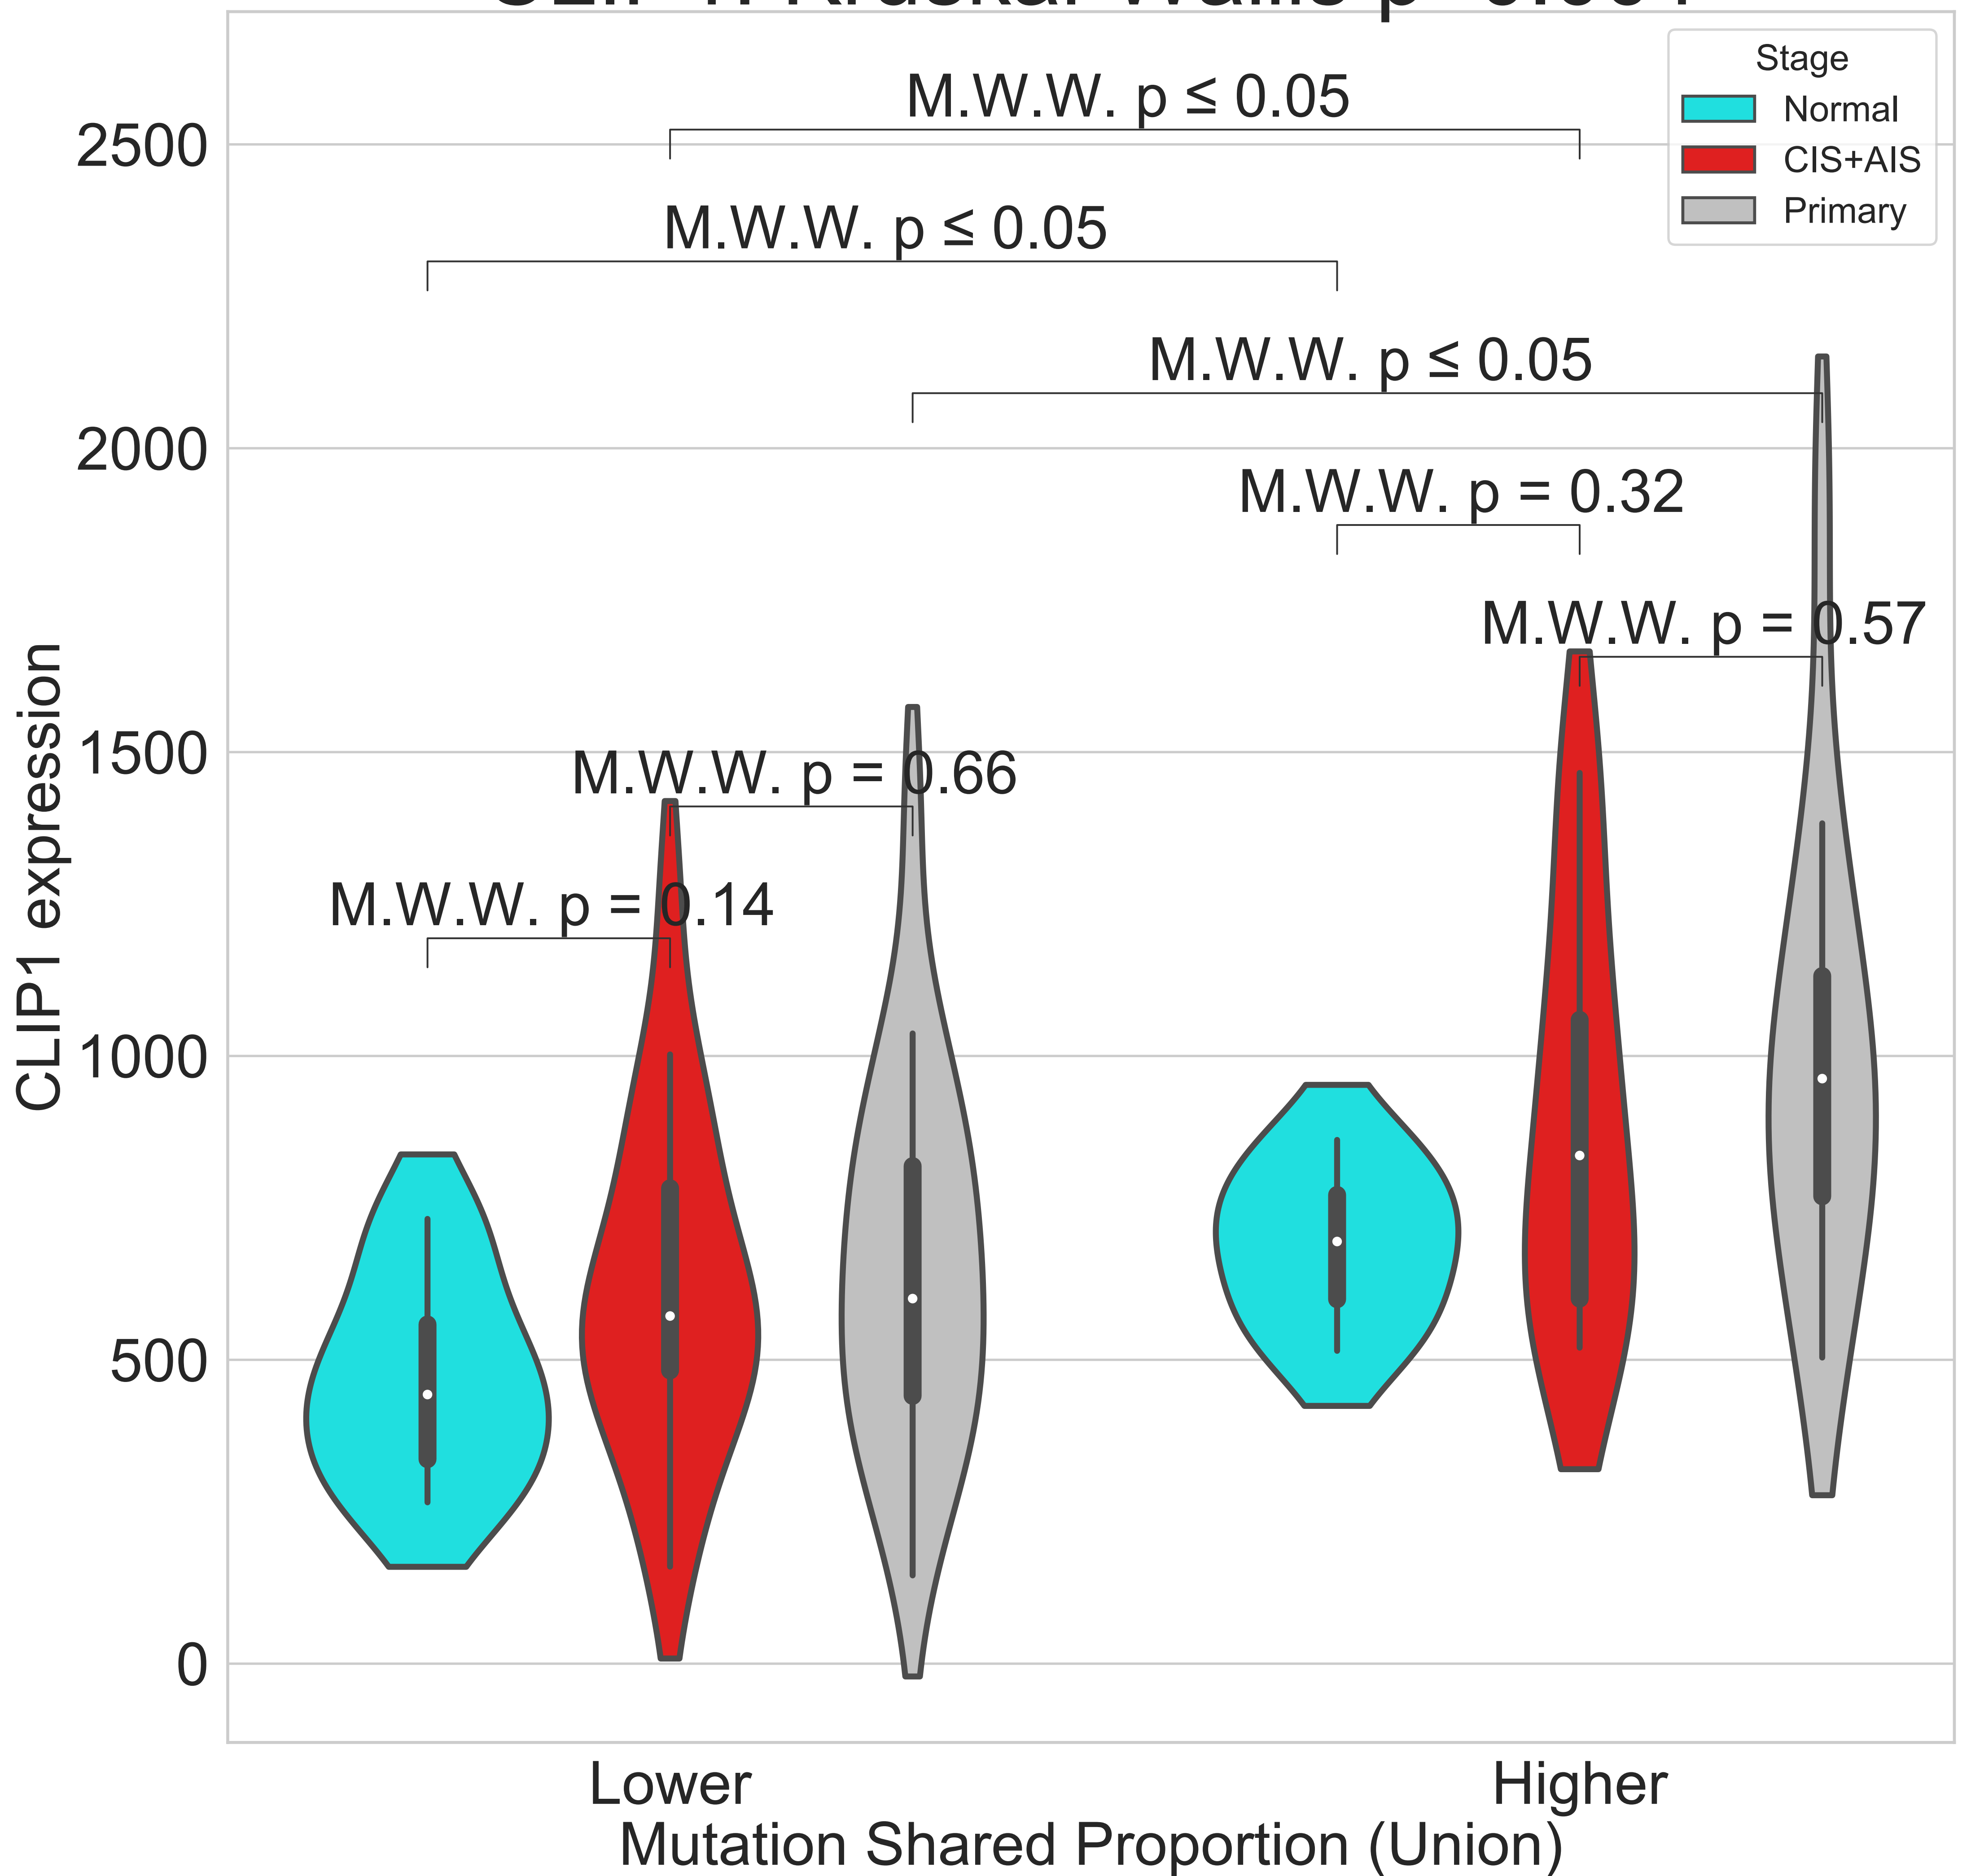 Stage
Normal
CIS+AIS
Primary
M.W.W. p ≤ 0.05
M.W.W. p ≤ 0.05
M.W.W. p ≤ 0.05
M.W.W. p = 0.32
M.W.W. p = 0.57
M.W.W. p = 0.66
M.W.W. p = 0.14
2500
2000
1500
1000
500
0
CLIP1 expression
Lower
Higher
Mutation Shared Proportion (Union)